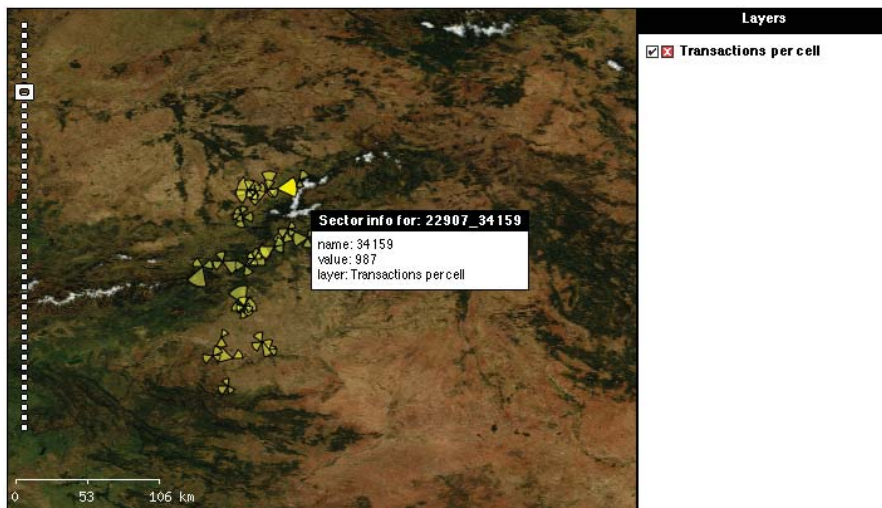 Layers
Transactions per cell
Sector info for: 22907_34159
name: 34159
value: 987
layer: Transactions per cell
0 53 106 km